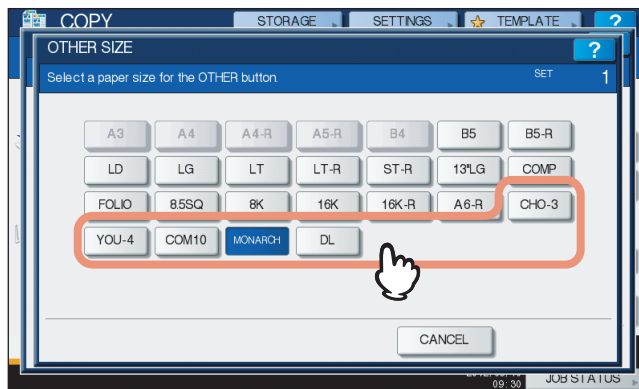 COPY STORAGE SETTINGS TEMPLATE ?
OTHER SIZE ?
Select a paper size for the OTHER button. SET 1
A3 A4 A4-R A5-R B4 B5 B5-R
LD LG LT LT-R ST-R 13"LG COMP
FOLIO 8.5SQ 8K 16K 16K-R A6-R CHO-3
YOU-4 COM10 MONARCH DL
CANCEL
09:30 JOB STATUS